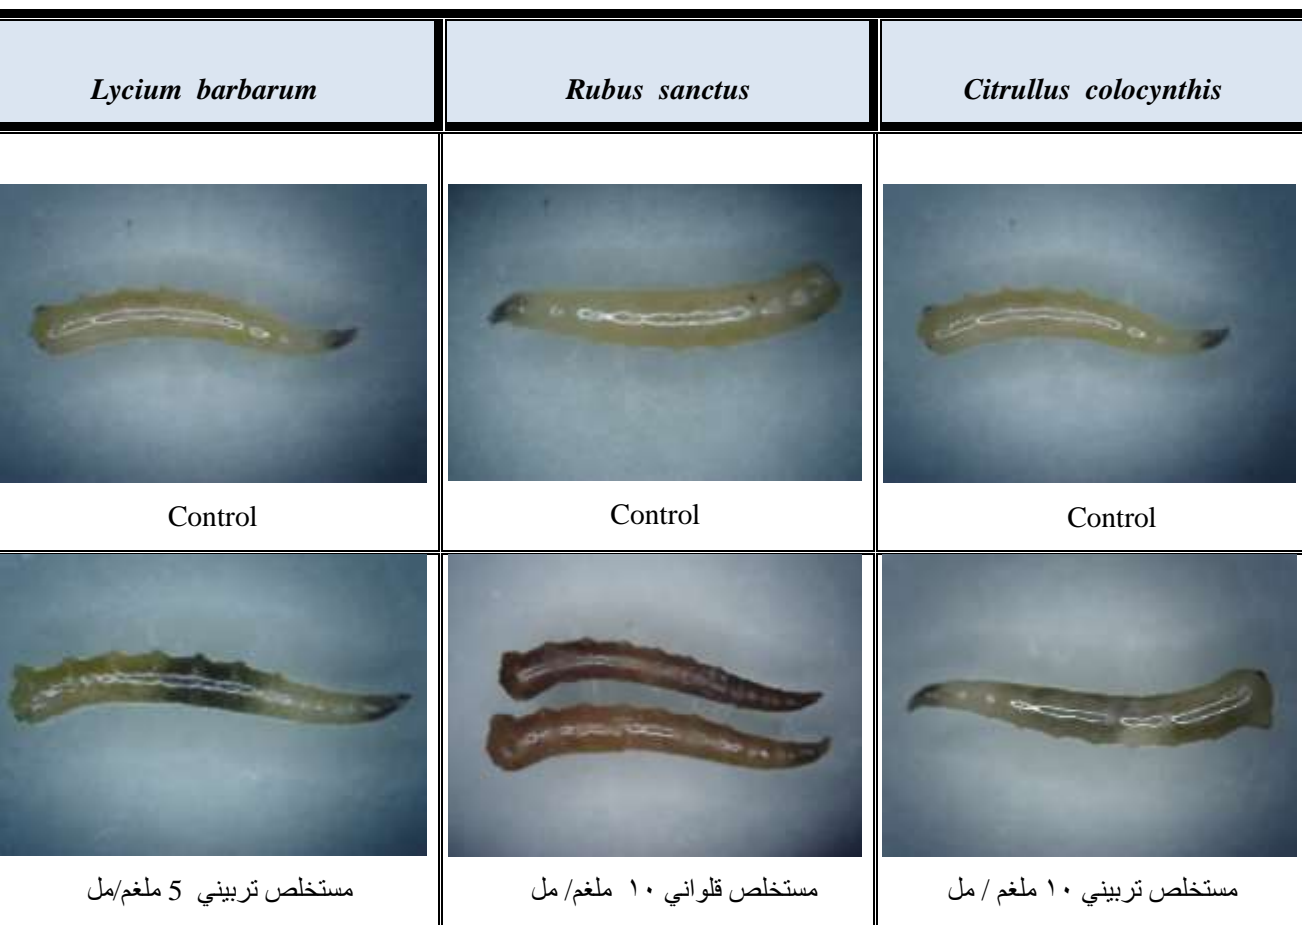 Lycium barbarum
Rubus sanctus
Citrullus colocynthis
Control
Control
Control
مستخلص تربيني 5 ملغم/مل
مستخلص قلواني ١٠ ملغم/ مل
مستخلص تربيني ١٠ ملغم / مل